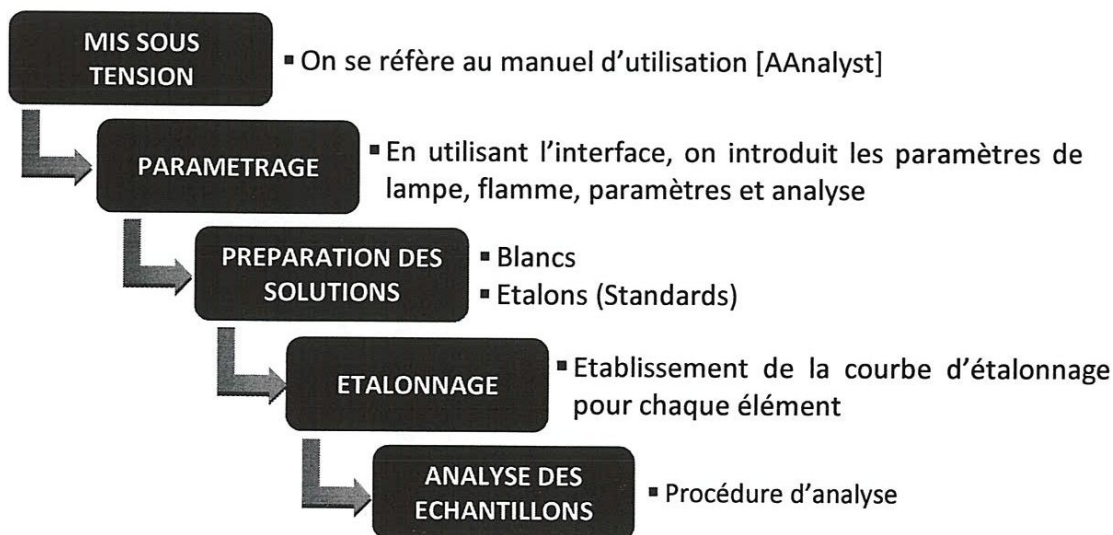 MIS SOUS
TENSION
▪ On se réfère au manuel d'utilisation [AAnalyst]
PARAMETRAGE
▪ En utilisant l'interface, on introduit les paramètres de
lampe, flamme, paramètres et analyse
PREPARATION DES
SOLUTIONS
▪ Blancs
▪ Etalons (Standards)
ETALONNAGE
▪ Etablissement de la courbe d'étalonnage
pour chaque élément
ANALYSE DES
ECHANTILLONS
▪ Procédure d'analyse